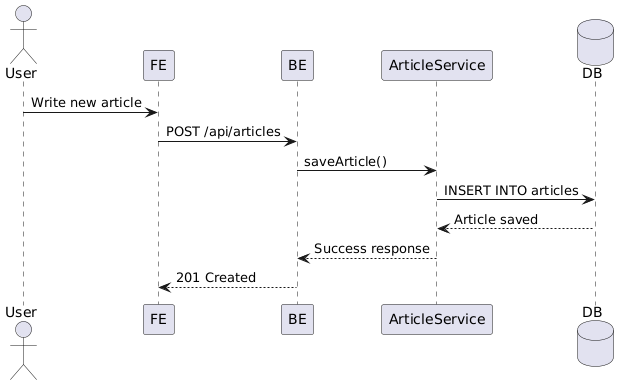 User
FE
BE
ArticleService
DB
Write new article
POST /api/articles
saveArticle()
INSERT INTO articles
Article saved
Success response
201 Created
User
FE
BE
ArticleService
DB